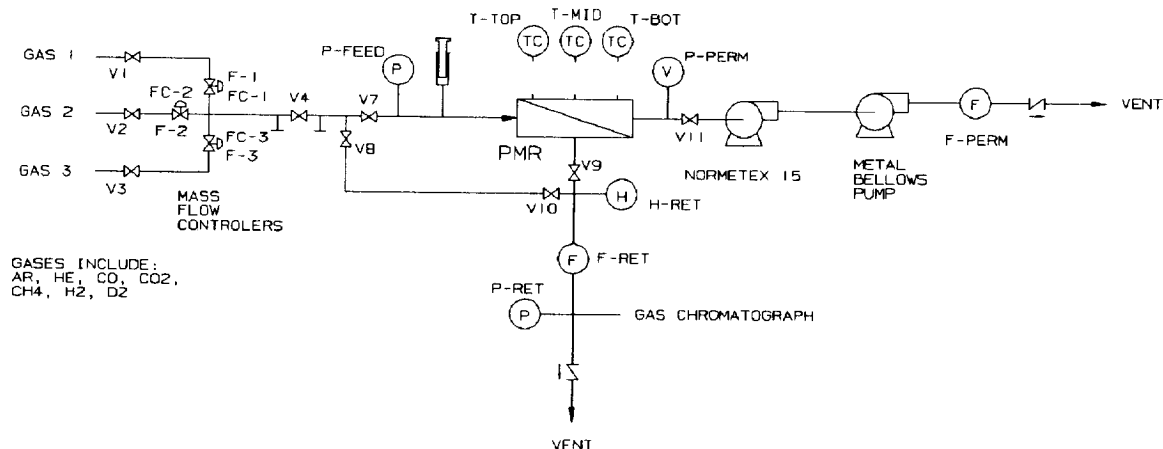 T-TOP
T-MID
T-BOT
TC
TC
TC
GAS 1
V1
F-1
FC-1
P-FEED
P
P-PERM
V
GAS 2
V2
FC-2
F-2
V4
V7
V8
FC-3
F-3
GAS 3
V3
MASS
FLOW
CONTROLERS
PMR
V9
V10
H
H-RET
V11
NORMETEX 15
METAL
BELLOWS
PUMP
F
F-PERM
VENT
GASES INCLUDE:
AR, HE, CO, CO2,
CH4, H2, D2
F
F-RET
P-RET
P
GAS CHROMATOGRAPH
VENT